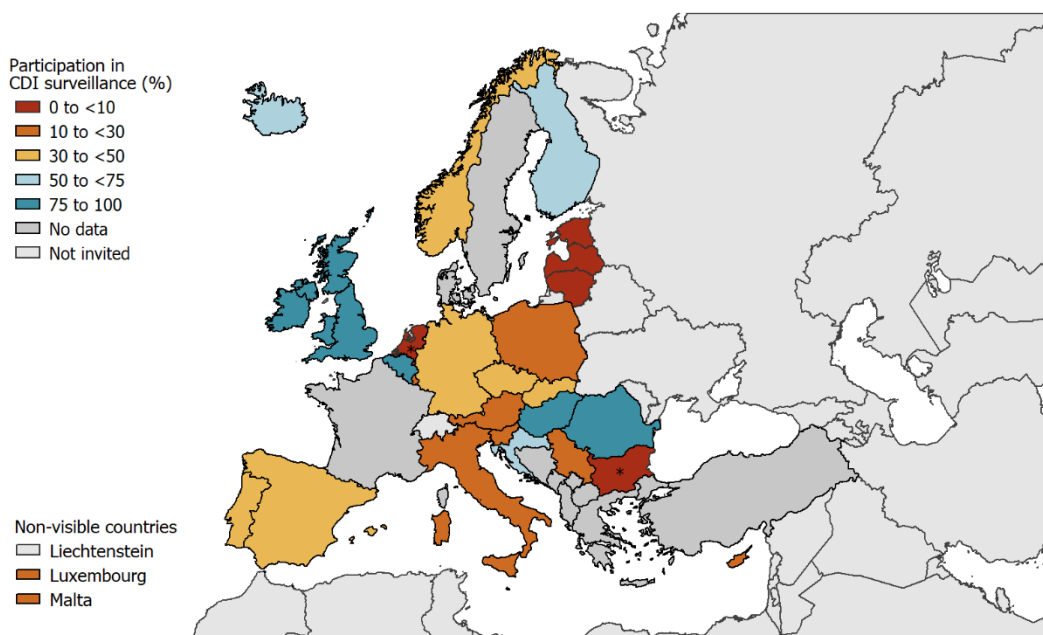 Participation in
CDI surveillance (%)
0 to <10
10 to <30
30 to <50
50 to <75
75 to 100
No data
Not invited
*
*
Non-visible countries
Liechtenstein
Luxembourg
Malta